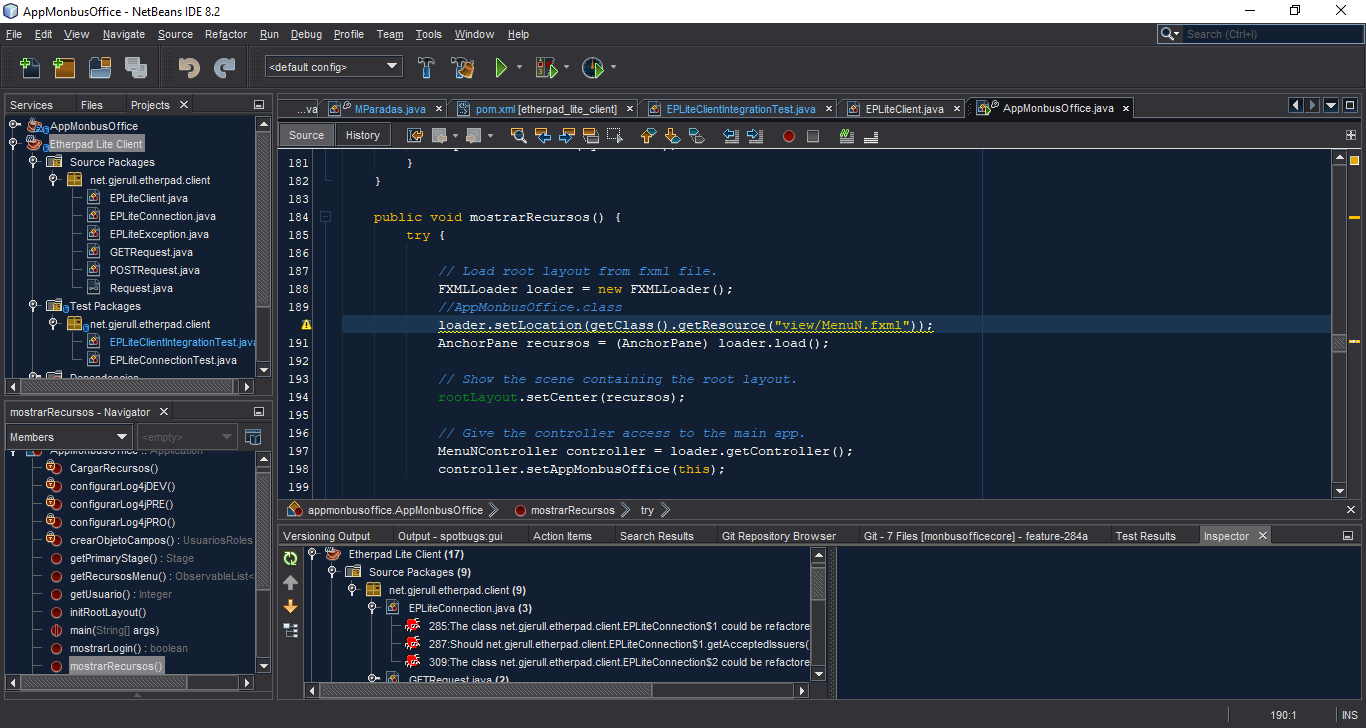 AppMonbusOffice - NetBeans IDE 8.2
File Edit View Navigate Source Refactor Run Debug Profile Team Tools Window Help
Search (Ctrl+I)
<default config>
Services Files Projects
AppMonbusOffice
Etherpad Lite Client
Source Packages
net.gjerull.etherpad.client
EPLiteClient.java
EPLiteConnection.java
EPLiteException.java
GETRequest.java
POSTRequest.java
Request.java
Test Packages
net.gjerull.etherpad.client
EPLiteClientIntegrationTest.java
EPLiteConnectionTest.java
Dependencies
mostrarRecursos - Navigator
Members
<empty>
AppMonbusOffice :: Application
CargarRecursos()
configurarLog4jDEV()
configurarLog4jPRE()
configurarLog4jPRO()
crearObjetoCampos() : UsuariosRoles
getPrimaryStage() : Stage
getRecursosMenu() : ObservableList<
getUsuario() : Integer
initRootLayout()
main(String[] args)
mostrarLogin() : boolean
mostrarRecursos()
...va MParadas.java pom.xml [etherpad_lite_client] EPLiteClientIntegrationTest.java EPLiteClient.java AppMonbusOffice.java
Source History
181 }
182 }
183
184 public void mostrarRecursos() {
185 try {
186
187 // Load root layout from fxml file.
188 FXMLLoader loader = new FXMLLoader();
189 //AppMonbusOffice.class
loader.setLocation(getClass().getResource("view/MenuN.fxml"));
191 AnchorPane recursos = (AnchorPane) loader.load();
192
193 // Show the scene containing the root layout.
194 rootLayout.setCenter(recursos);
195
196 // Give the controller access to the main app.
197 MenuNController controller = loader.getController();
198 controller.setAppMonbusOffice(this);
199
appmonbusoffice.AppMonbusOffice mostrarRecursos try
Versioning Output Output - spotbugs:gui Action Items Search Results Git Repository Browser Git - 7 Files [monbusofficecore] - feature-284a Test Results Inspector
Etherpad Lite Client (17)
Source Packages (9)
net.gjerull.etherpad.client (9)
EPLiteConnection.java (3)
285:The class net.gjerull.etherpad.client.EPLiteConnection$1 could be refactore
287:Should net.gjerull.etherpad.client.EPLiteConnection$1.getAcceptedIssuers(
309:The class net.gjerull.etherpad.client.EPLiteConnection$2 could be refactore
GETRequest.java (2)
190:1 INS